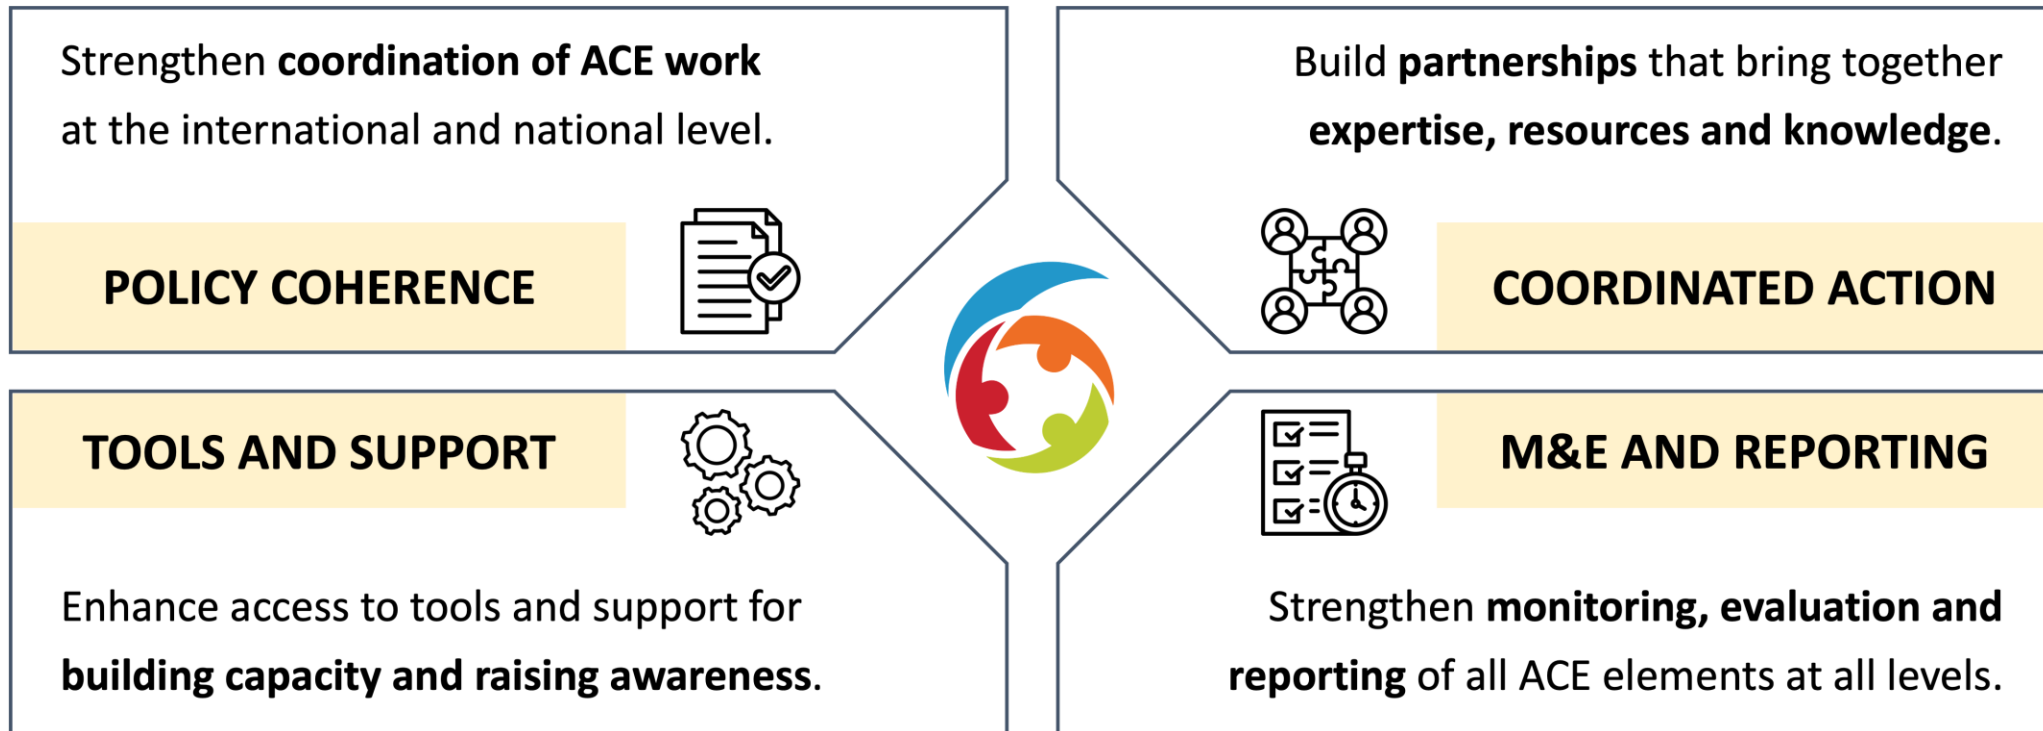 Strengthen coordination of ACE work
at the international and national level.
POLICY COHERENCE
Build partnerships that bring together
expertise, resources and knowledge.
COORDINATED ACTION
TOOLS AND SUPPORT
Enhance access to tools and support for
building capacity and raising awareness.
M&E AND REPORTING
Strengthen monitoring, evaluation and
reporting of all ACE elements at all levels.